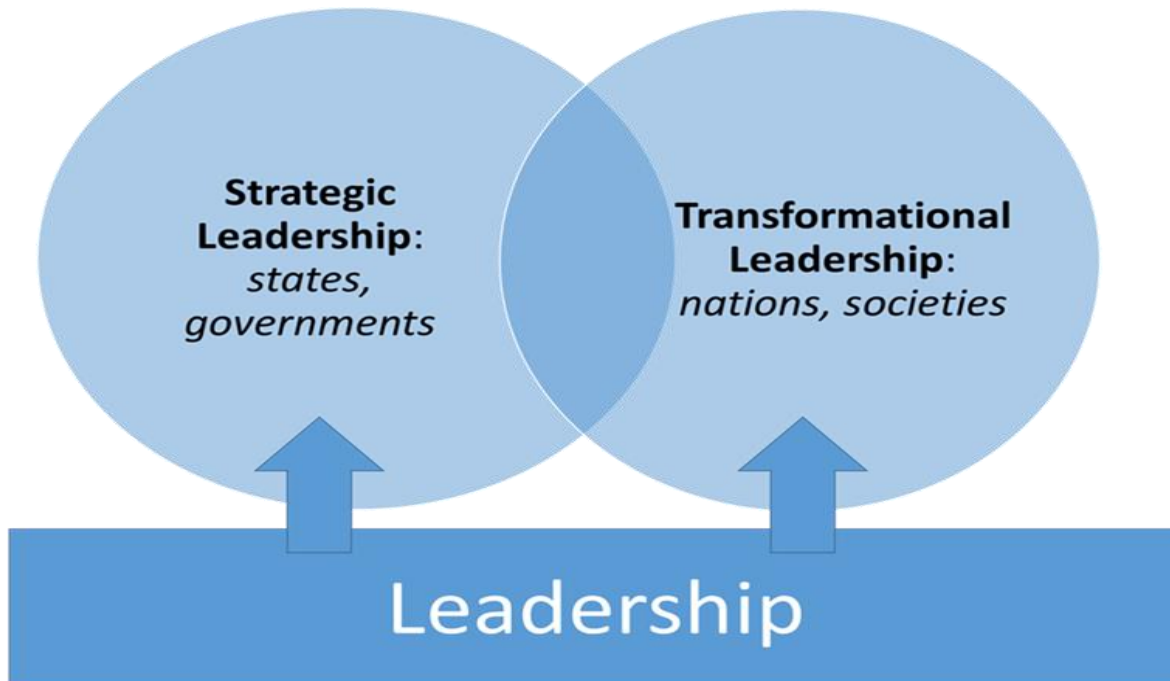 Strategic
Leadership:
states,
governments
Transformational
Leadership:
nations, societies
Leadership